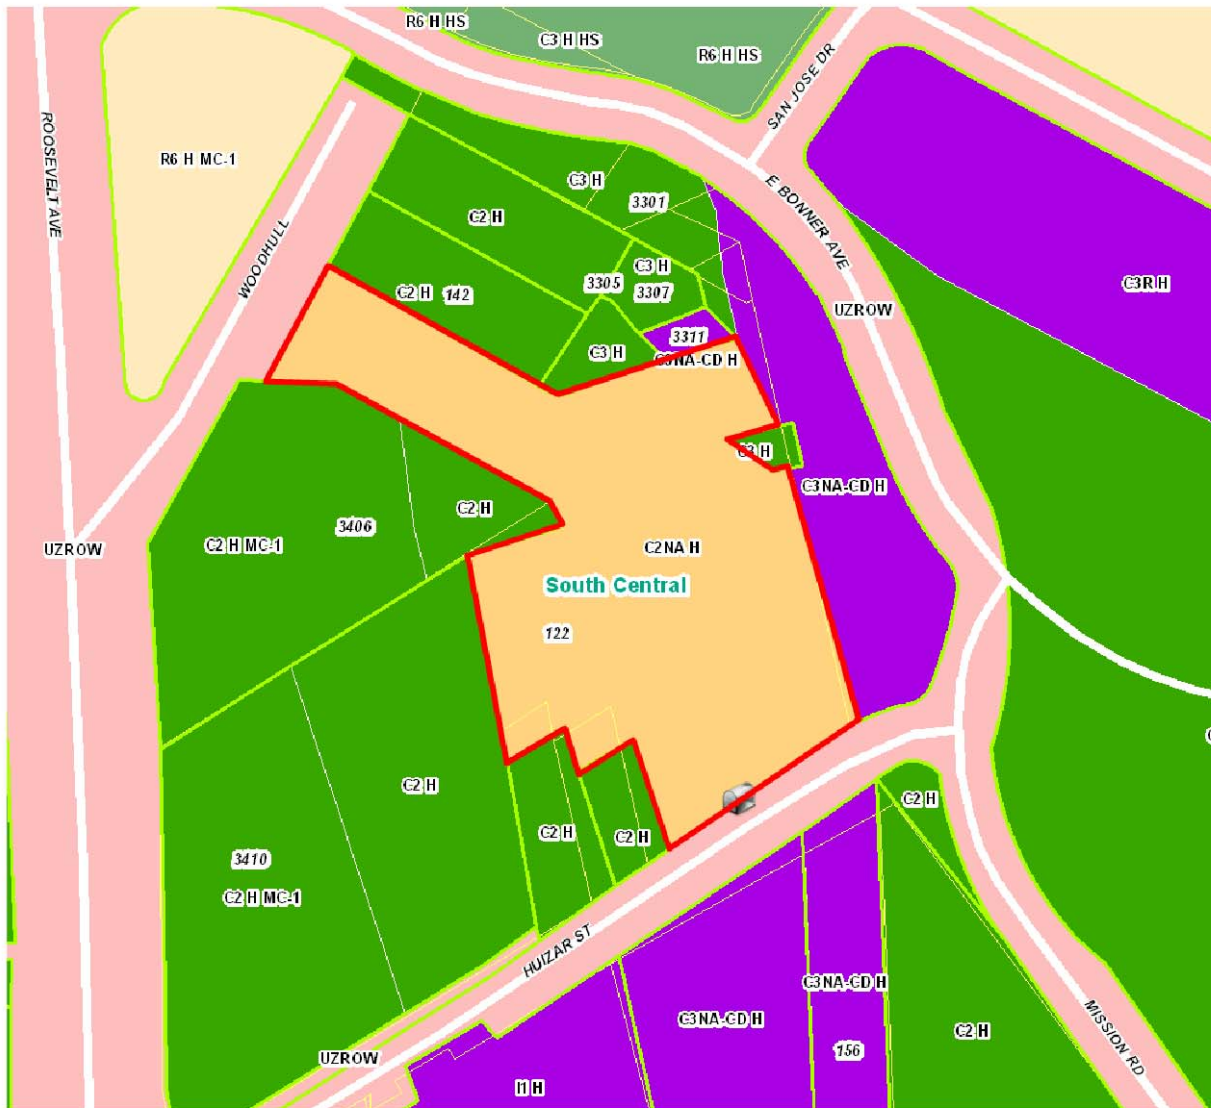 R6 H HS
C3 H HS
R6 H HS
SAN JOSE DR
ROOSEVELT AVE
R6 H MC-1
C3 H
3301
E BONNER AVE
C2 H
WOODHULL
C3 H
3305
3307
C2 H
142
C3R H
UZROW
3311
C3 H
C3NA-CD H
C3 H
C3NA-CD H
C2 H
3406
C2 H MC-1
UZROW
C2NA H
South Central
122
C2 H
C2 H
C2 H
C2 H
3410
C2 H MC-1
HUIZAR ST
C3NA-CD H
C3NA-CD H
MISSION RD
C2 H
156
UZROW
I1 H